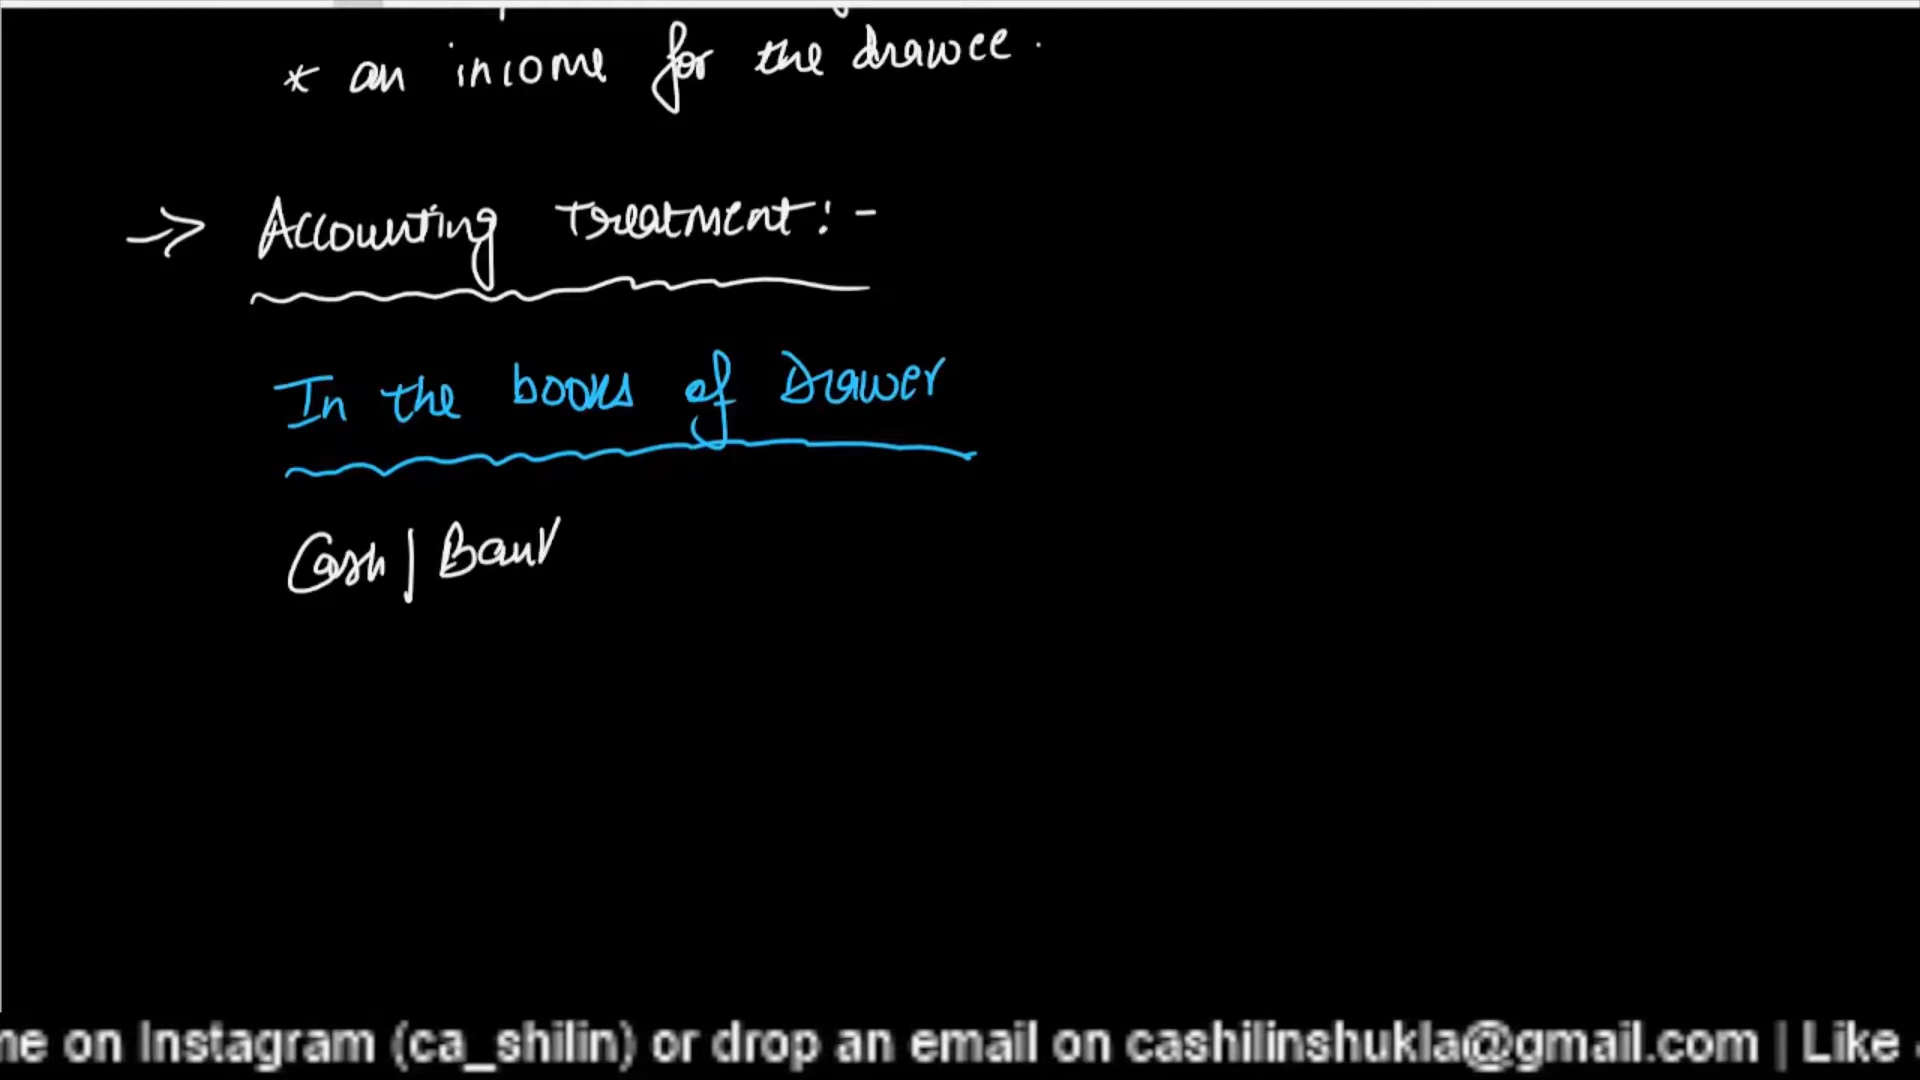 * an income for the drawee.
→ Accounting Treatment:-
In the books of Drawer
Cash | Bank
me on Instagram (ca_shilin) or drop an email on cashilinshukla@gmail.com | Like